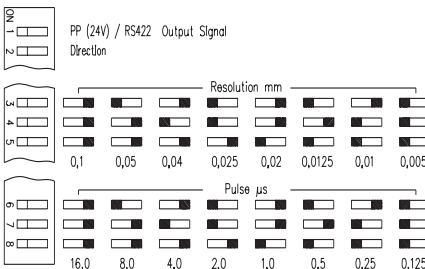 ON
1 PP (24V) / RS422 Output Signal
2 Direction
Resolution mm
3
4
5
0,1 0,05 0,04 0,025 0,02 0,0125 0,01 0,005
Pulse µs
6
7
8
16.0 8.0 4.0 2.0 1.0 0.5 0.25 0.125